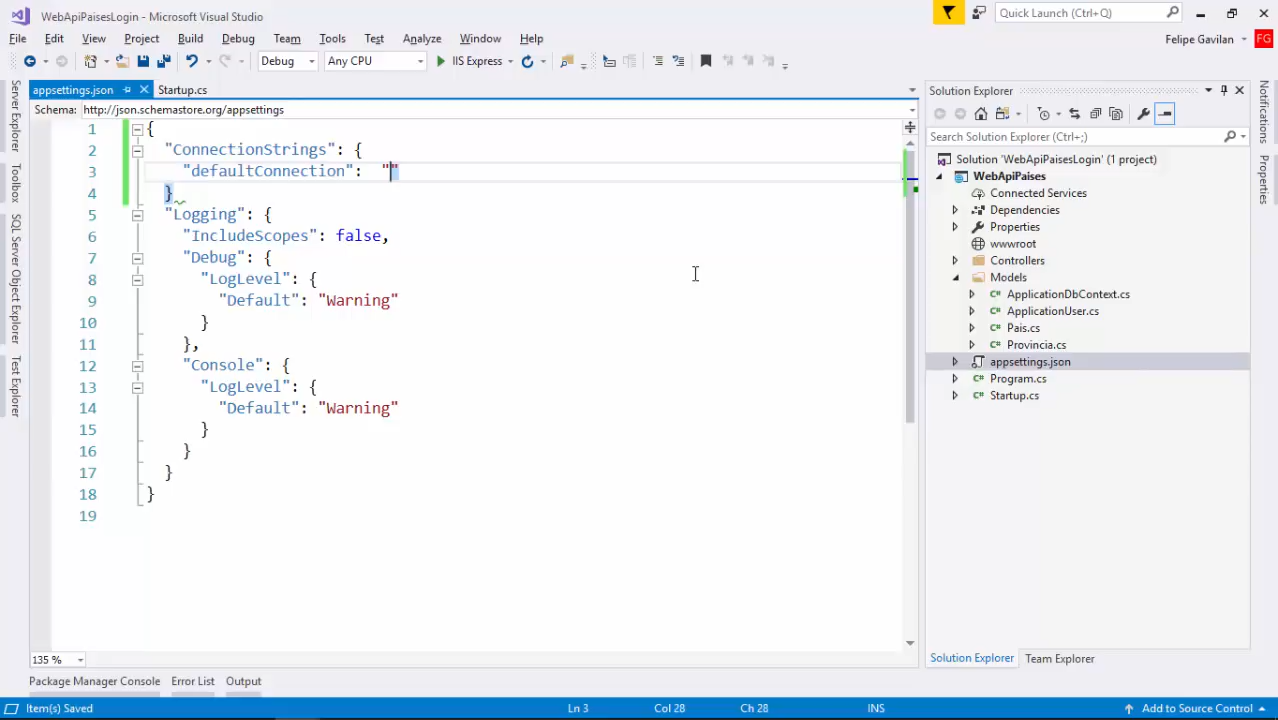 WebApiPaisesLogin - Microsoft Visual Studio
Quick Launch (Ctrl+Q)
File Edit View Project Build Debug Team Tools Test Analyze Window Help
Felipe Gavilan FG
Debug Any CPU IIS Express
appsettings.json Startup.cs
Solution Explorer
Schema: http://json.schemastore.org/appsettings
Search Solution Explorer (Ctrl+;)
Server Explorer
Toolbox
SQL Server Object Explorer
Test Explorer
1 {
2 "ConnectionStrings": {
3 "defaultConnection": ""
4 }
5 "Logging": {
6 "IncludeScopes": false,
7 "Debug": {
8 "LogLevel": {
9 "Default": "Warning"
10 }
11 },
12 "Console": {
13 "LogLevel": {
14 "Default": "Warning"
15 }
16 }
17 }
18 }
19
Solution 'WebApiPaisesLogin' (1 project)
WebApiPaises
Connected Services
Dependencies
Properties
wwwroot
Controllers
Models
ApplicationDbContext.cs
ApplicationUser.cs
Pais.cs
Provincia.cs
appsettings.json
Program.cs
Startup.cs
Notifications
Properties
135 %
Solution Explorer Team Explorer
Package Manager Console Error List Output
Item(s) Saved Ln 3 Col 28 Ch 28 INS Add to Source Control